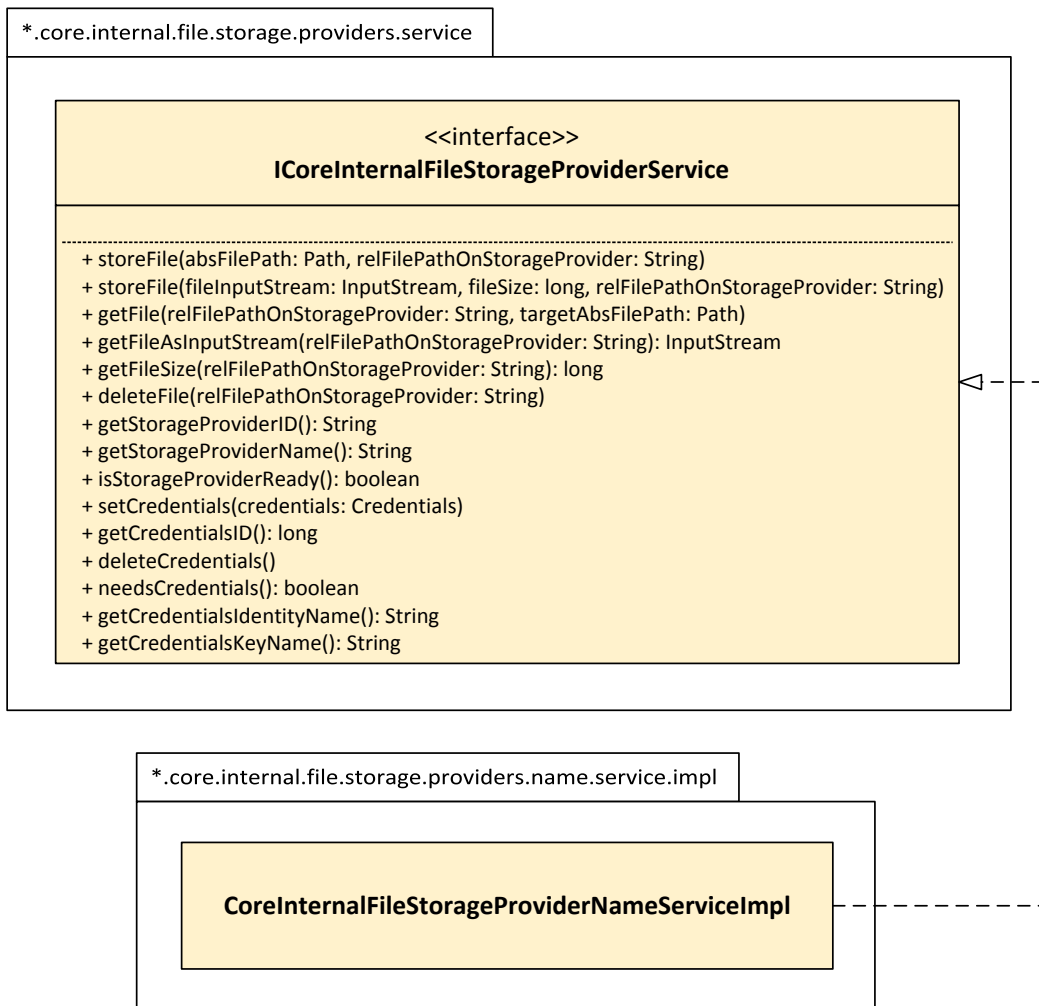 *.core.internal.file.storage.providers.service
<<interface>>
ICoreInternalFileStorageProviderService
+ storeFile(absFilePath: Path, relFilePathOnStorageProvider: String)
+ storeFile(fileInputStream: InputStream, fileSize: long, relFilePathOnStorageProvider: String)
+ getFile(relFilePathOnStorageProvider: String, targetAbsFilePath: Path)
+ getFileAsInputStream(relFilePathOnStorageProvider: String): InputStream
+ getFileSize(relFilePathOnStorageProvider: String): long
+ deleteFile(relFilePathOnStorageProvider: String)
+ getStorageProviderID(): String
+ getStorageProviderName(): String
+ isStorageProviderReady(): boolean
+ setCredentials(credentials: Credentials)
+ getCredentialsID(): long
+ deleteCredentials()
+ needsCredentials(): boolean
+ getCredentialsIdentityName(): String
+ getCredentialsKeyName(): String
*.core.internal.file.storage.providers.name.service.impl
CoreInternalFileStorageProviderNameServiceImpl